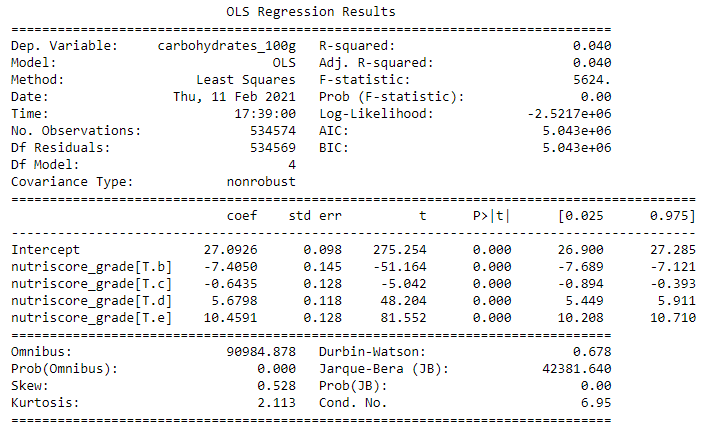 OLS Regression Results
==============================================================================
Dep. Variable:     carbohydrates_100g   R-squared:                       0.040
Model:                            OLS   Adj. R-squared:                  0.040
Method:                 Least Squares   F-statistic:                     5624.
Date:                Thu, 11 Feb 2021   Prob (F-statistic):               0.00
Time:                        17:39:00   Log-Likelihood:            -2.5217e+06
No. Observations:              534574   AIC:                         5.043e+06
Df Residuals:                  534569   BIC:                         5.043e+06
Df Model:                           4
Covariance Type:            nonrobust
=========================================================================================
                            coef    std err          t      P>|t|      [0.025      0.975]
-----------------------------------------------------------------------------------------
Intercept                27.0926      0.098    275.254      0.000      26.900      27.285
nutriscore_grade[T.b]    -7.4050      0.145    -51.164      0.000      -7.689      -7.121
nutriscore_grade[T.c]    -0.6435      0.128     -5.042      0.000      -0.894      -0.393
nutriscore_grade[T.d]     5.6798      0.118     48.204      0.000       5.449       5.911
nutriscore_grade[T.e]    10.4591      0.128     81.552      0.000      10.208      10.710
==============================================================================
Omnibus:                    90984.878   Durbin-Watson:                   0.678
Prob(Omnibus):                  0.000   Jarque-Bera (JB):            42381.640
Skew:                           0.528   Prob(JB):                         0.00
Kurtosis:                       2.113   Cond. No.                         6.95
==============================================================================